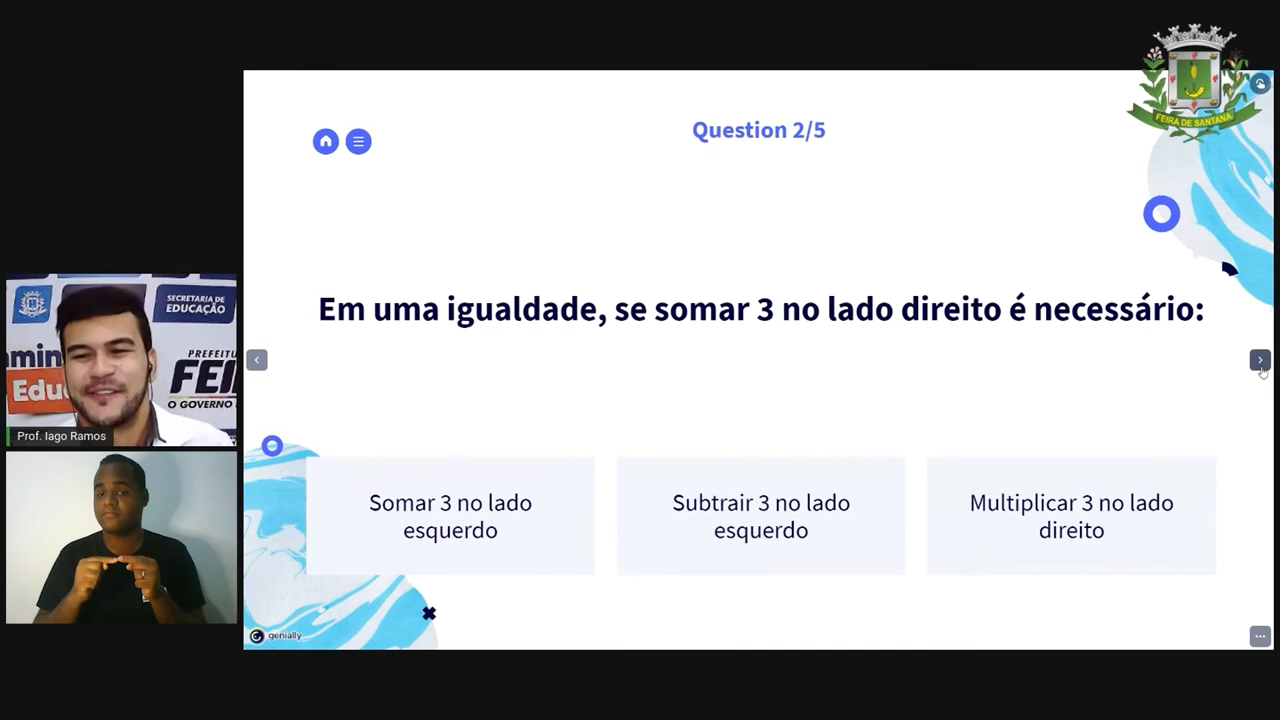 FEIRA DE SANTANA
Question 2/5
Em uma igualdade, se somar 3 no lado direito é necessário:
Somar 3 no lado
esquerdo
Subtrair 3 no lado
esquerdo
Multiplicar 3 no lado
direito
genially
SECRETARIA DE
EDUCAÇÃO
amin
Educ
PREFEITU
FEI
O GOVERNO
Prof. Iago Ramos